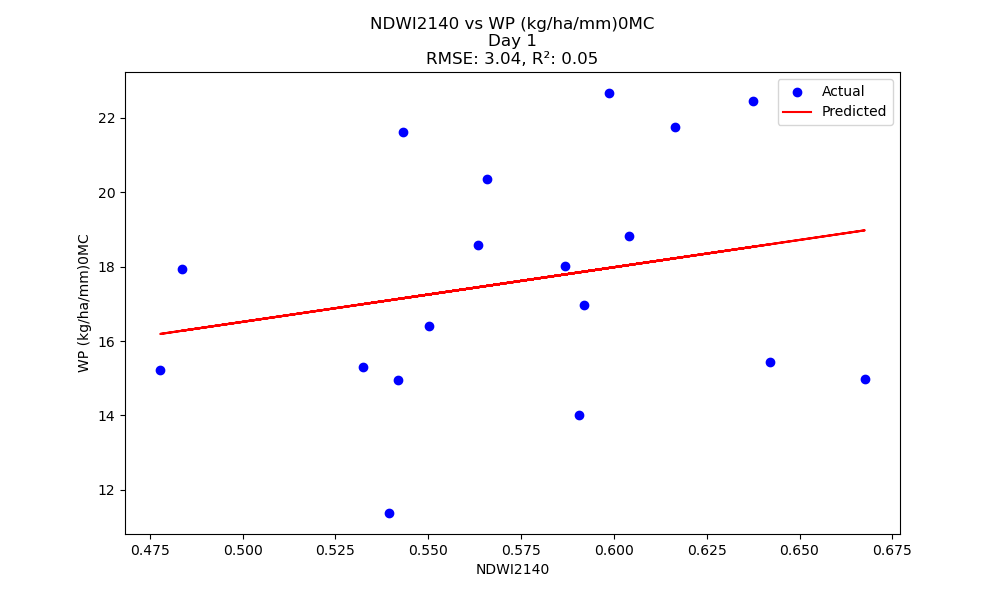 NDWI2140 vs WP (kg/ha/mm)0MC
Day 1
RMSE: 3.04, R²: 0.05
Actual
Predicted
WP (kg/ha/mm)0MC
22
20
18
16
14
12
0.475 0.500 0.525 0.550 0.575 0.600 0.625 0.650 0.675
NDWI2140